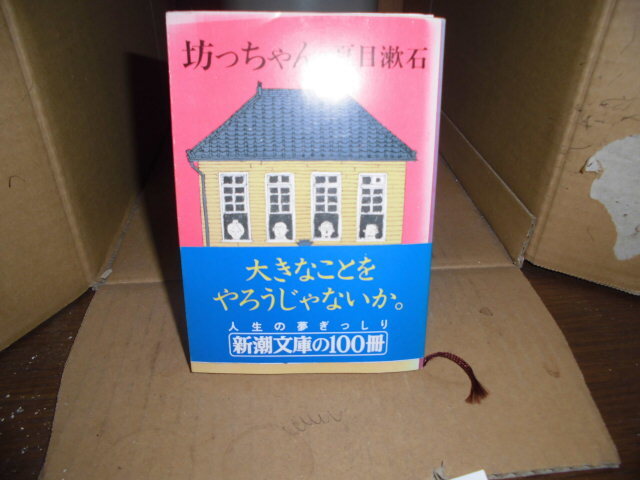 坊っちゃん 夏目漱石
大きなことを
やろうじゃないか。
人生の夢ぎっしり
新潮文庫の100冊